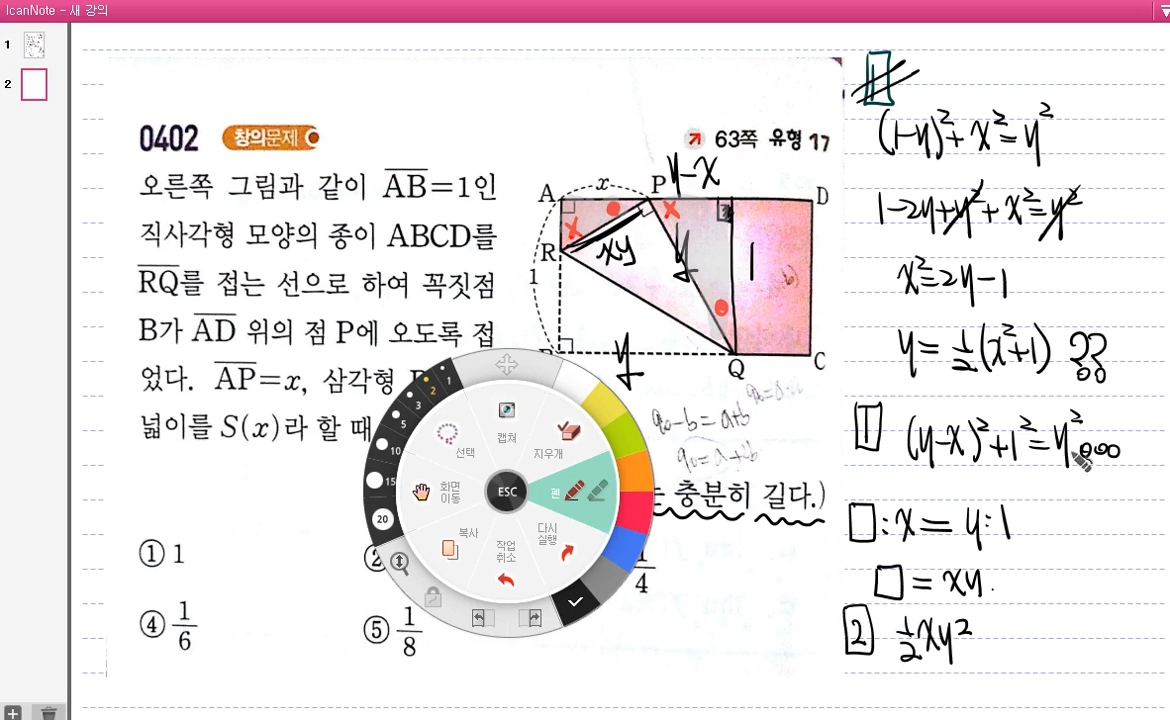 IcanNote - 새 강의
1
2
0402 창의문제
63쪽 유형 17
오른쪽 그림과 같이 AB=1인
직사각형 모양의 종이 ABCD를
RQ를 접는 선으로 하여 꼭짓점
B가 AD 위의 점 P에 오도록 접
었다. AP=x, 삼각형
넓이를 S(x)라 할 때
충분히 길다.)
① 1
②
1/4
④ 1/6
⑤ 1/8
A x P y-x D
R xy y 1
1
y Q C
1 2 3 5 10 15 20
캡쳐
선택
지우개
화면
이동
ESC
펜
복사
작업
취소
다시
실행
(1-y)²+x²=y²
1-2y+y²+x²=y²
x²=2y-1
y=½(x²+1)
1 (y-x)²+1²=y²
□:x=y:1
□=xy.
2 ½xy²